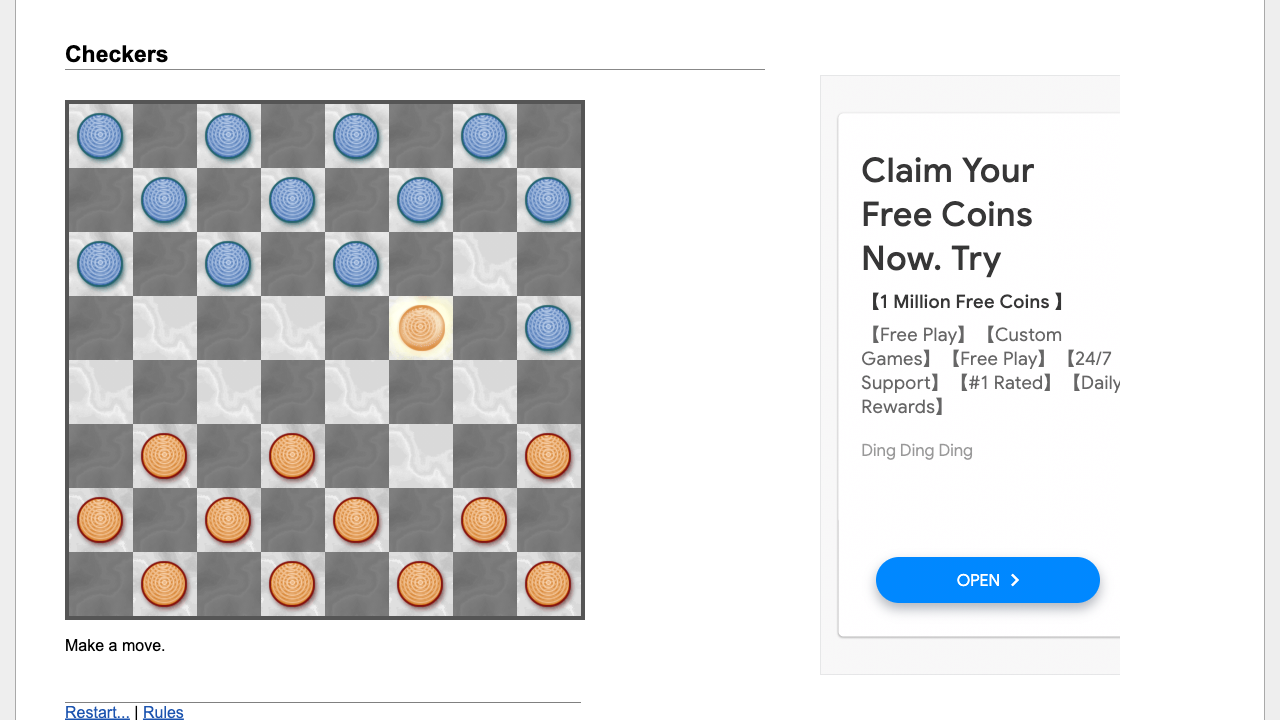 Checkers
Make a move.
Restart... | Rules
Claim Your
Free Coins
Now. Try
【1 Million Free Coins 】
【Free Play】【Custom
Games】【Free Play】【24/7
Support】【#1 Rated】【Daily
Rewards】
Ding Ding Ding
OPEN